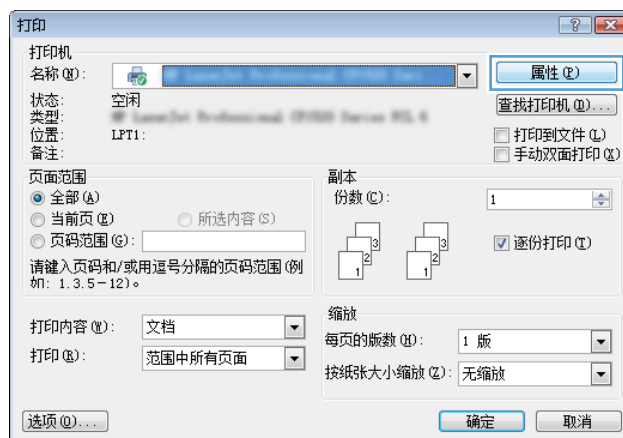 打印
打印机
名称(N):
属性(P)
状态: 空闲
类型:
查找打印机(D)...
位置: LPT1:
打印到文件(L)
备注:
手动双面打印(X)
页面范围
全部(A)
当前页(E) 所选内容(S)
页码范围(G):
请键入页码和/或用逗号分隔的页码范围(例
如: 1.3.5-12)。
副本
份数(C): 1
3
2
1
3
2
1
逐份打印(T)
打印内容(W): 文档
打印(R): 范围中所有页面
缩放
每页的版数(H): 1 版
按纸张大小缩放(Z): 无缩放
选项(O)...
确定
取消